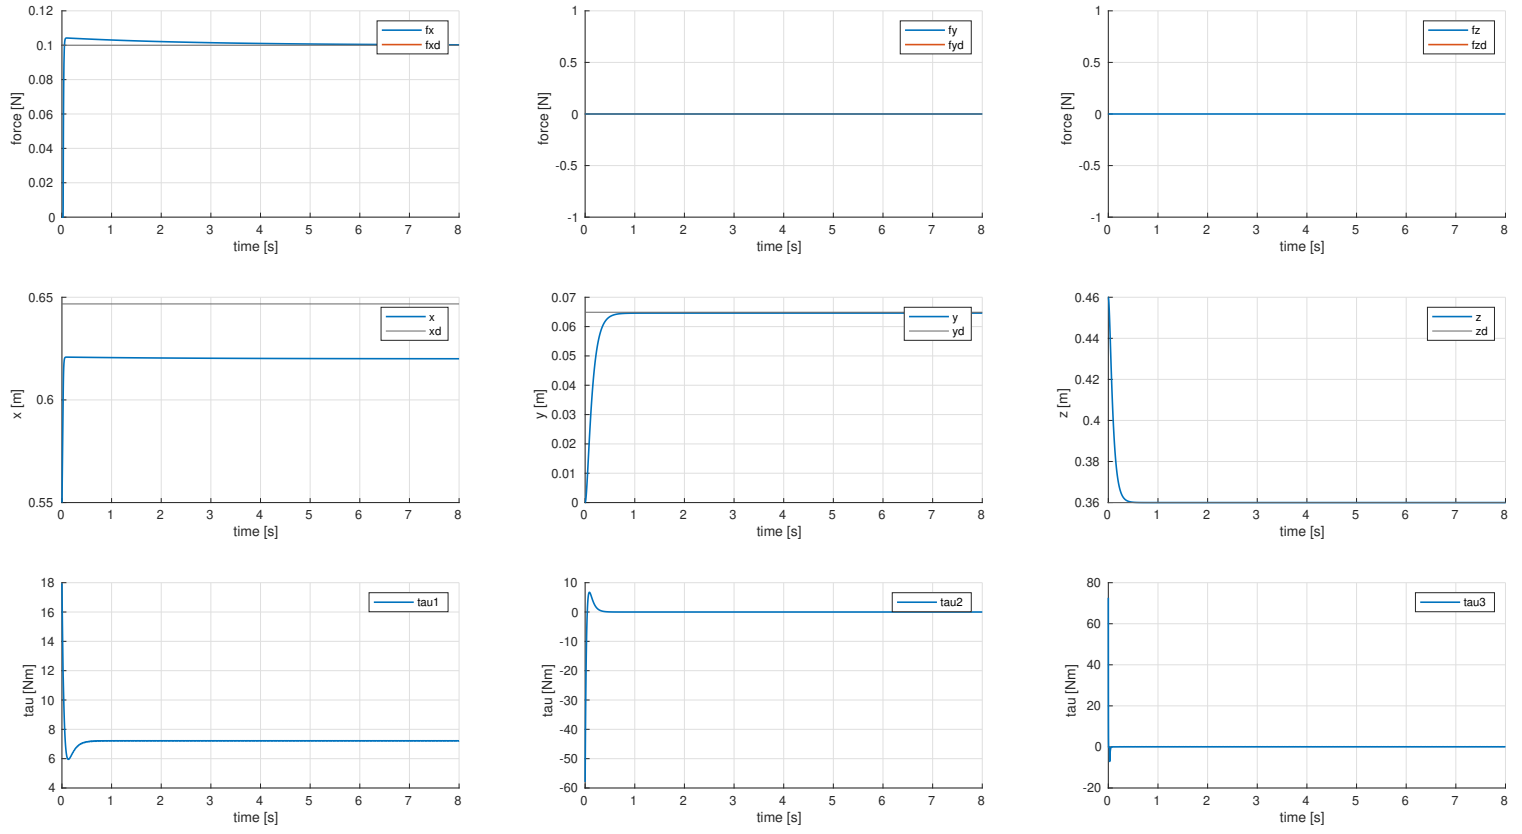 0.12
0.1
0.08
0.06
0.04
0.02
0
force [N]
fx
fxd
0 1 2 3 4 5 6 7 8
time [s]
1
0.5
0
-0.5
-1
force [N]
fy
fyd
0 1 2 3 4 5 6 7 8
time [s]
1
0.5
0
-0.5
-1
force [N]
fz
fzd
0 1 2 3 4 5 6 7 8
time [s]
0.65
0.6
0.55
x [m]
x
xd
0 1 2 3 4 5 6 7 8
time [s]
0.07
0.06
0.05
0.04
0.03
0.02
0.01
0
y [m]
y
yd
0 1 2 3 4 5 6 7 8
time [s]
0.46
0.44
0.42
0.4
0.38
0.36
z [m]
z
zd
0 1 2 3 4 5 6 7 8
time [s]
18
16
14
12
10
8
6
4
tau [Nm]
tau1
0 1 2 3 4 5 6 7 8
time [s]
10
0
-10
-20
-30
-40
-50
-60
tau [Nm]
tau2
0 1 2 3 4 5 6 7 8
time [s]
80
60
40
20
0
-20
tau [Nm]
tau3
0 1 2 3 4 5 6 7 8
time [s]